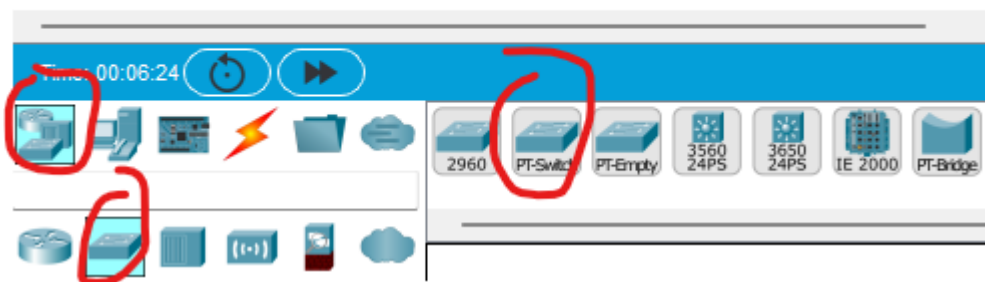 Time: 00:06:24
2960
PT-Switch
PT-Empty
3560
24PS
3650
24PS
IE 2000
PT-Bridge